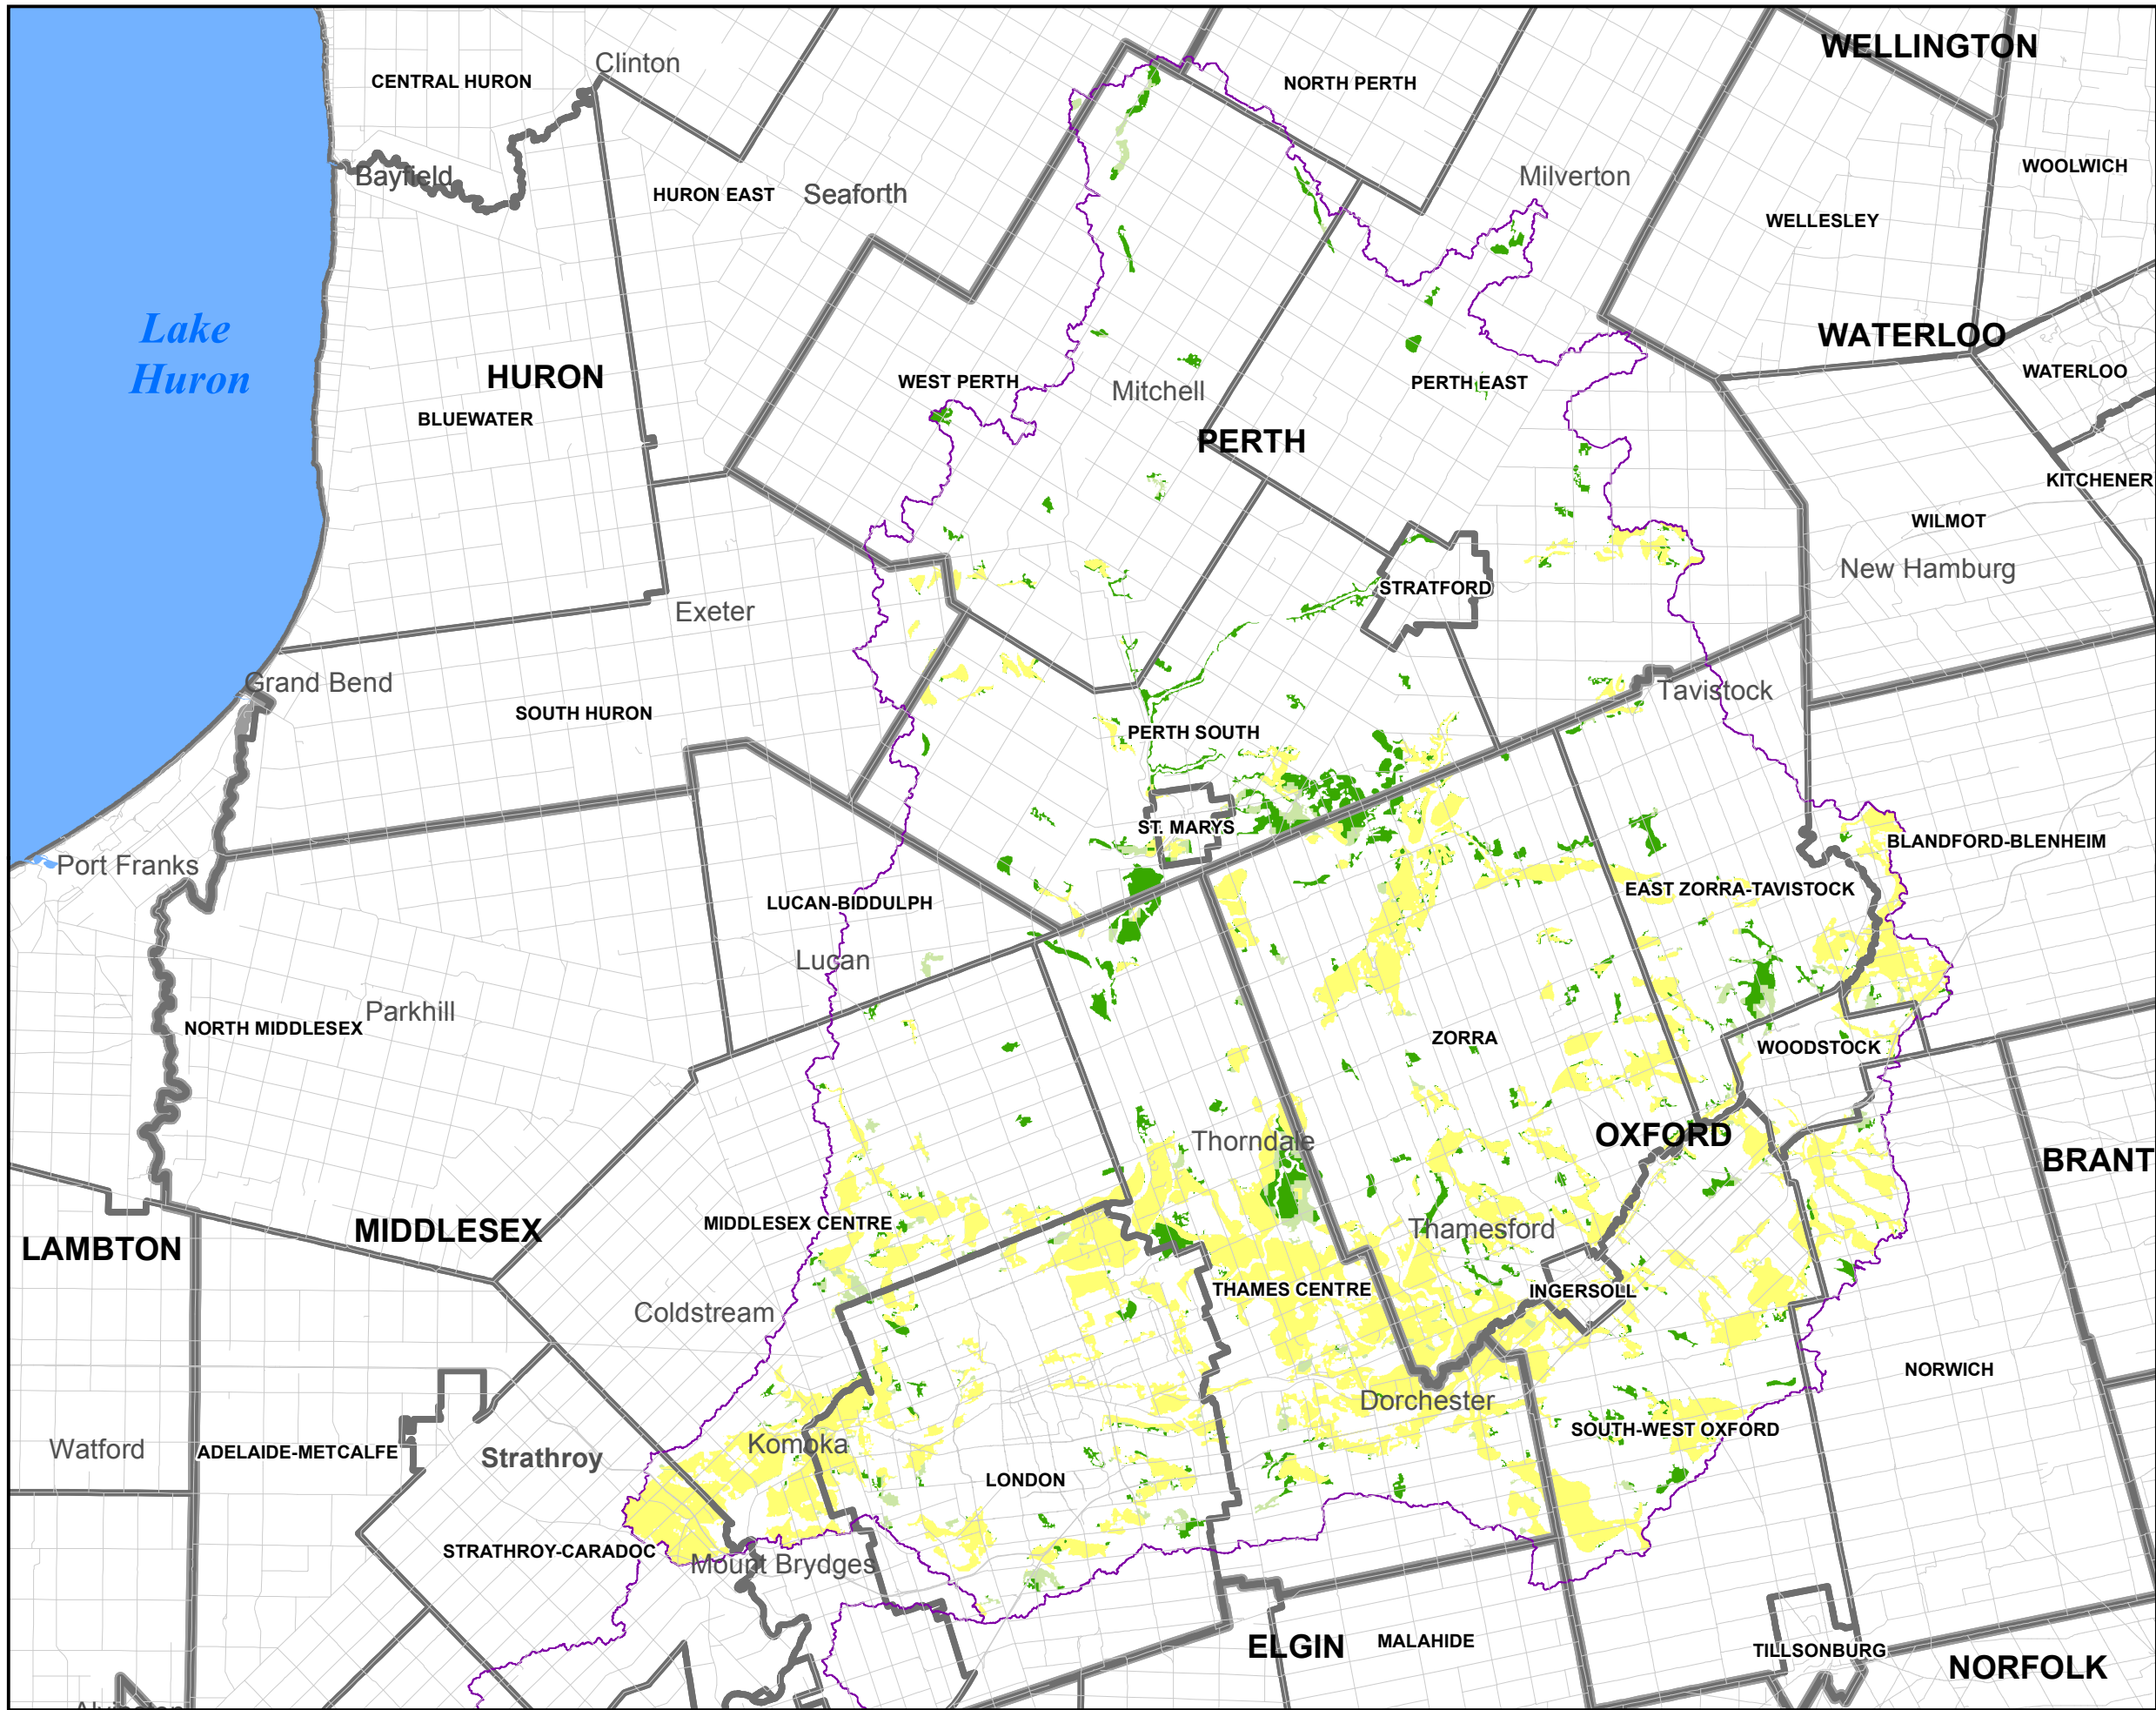 WELLINGTON
Clinton
CENTRAL HURON
NORTH PERTH
WOOLWICH
Bayfield
Milverton
HURON EAST
Seaforth
WELLESLEY
Lake
Huron
WATERLOO
HURON
WEST PERTH
Mitchell
PERTH EAST
WATERLOO
BLUEWATER
PERTH
KITCHENER
WILMOT
New Hamburg
STRATFORD
Exeter
Grand Bend
Tavistock
SOUTH HURON
PERTH SOUTH
ST. MARYS
BLANDFORD-BLENHEIM
Port Franks
EAST ZORRA-TAVISTOCK
LUCAN-BIDDULPH
Lucan
Parkhill
NORTH MIDDLESEX
ZORRA
WOODSTOCK
OXFORD
Thorndale
BRANT
MIDDLESEX CENTRE
MIDDLESEX
Thamesford
LAMBTON
THAMES CENTRE
INGERSOLL
Coldstream
NORWICH
Dorchester
SOUTH-WEST OXFORD
Watford
ADELAIDE-METCALFE
Strathroy
Komoka
LONDON
STRATHROY-CARADOC
Mount Brydges
ELGIN
MALAHIDE
TILLSONBURG
NORFOLK